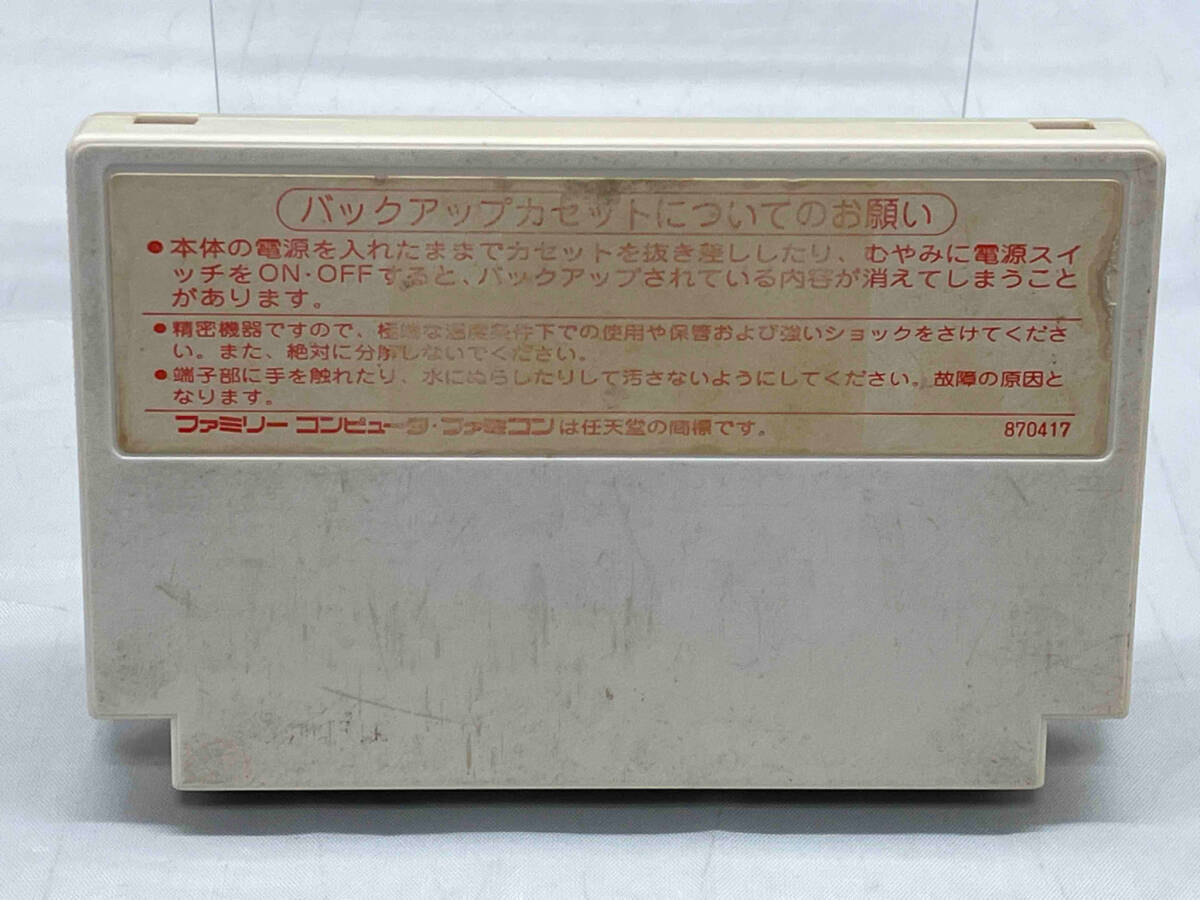 バックアップカセットについてのお願い
●本体の電源を入れたままでカセットを抜き差ししたり、むやみに電源スイ
ッチをON・OFFすると、バックアップされている内容が消えてしまうこと
があります。
●精密機器ですので、極端な温度条件下での使用や保管および強いショックをさけてくださ
い。また、絶対に分解しないでください。
●端子部に手を触れたり、水にぬらしたりして汚さないようにしてください。故障の原因と
なります。
ファミリー コンピュータ・ファミコンは任天堂の商標です。 870417